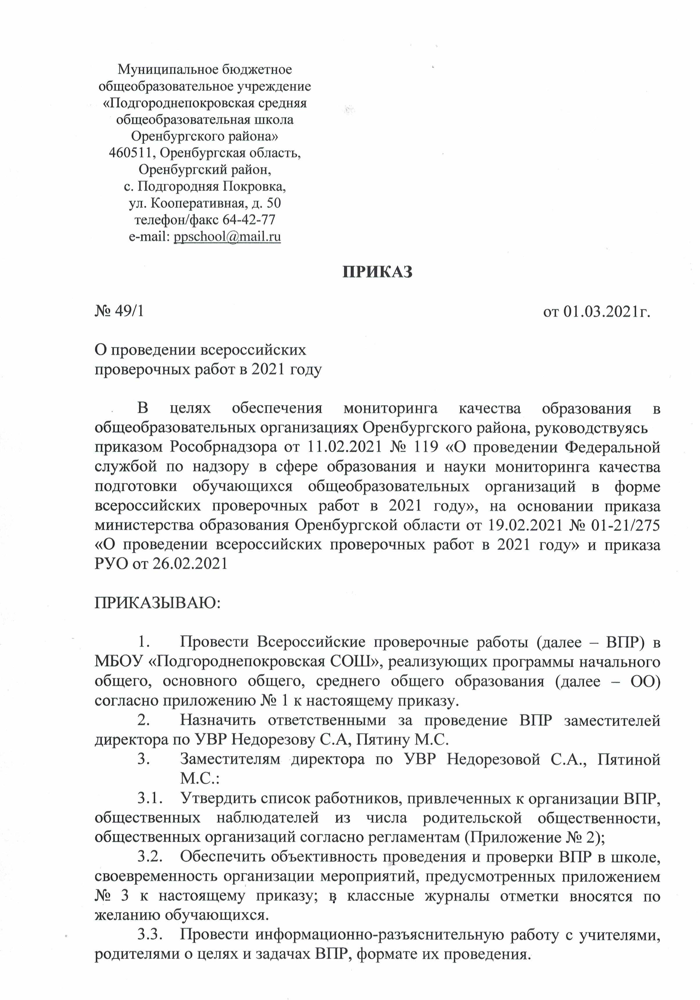 Муниципальное бюджетное
общеобразовательное учреждение
«Подгороднепокровская средняя
общеобразовательная школа
Оренбургского района»
460511, Оренбургская область,
Оренбургский район,
с. Подгородняя Покровка,
ул. Кооперативная, д. 50
телефон/факс 64-42-77
e-mail: ppschool@mail.ru
ПРИКАЗ
№ 49/1 от 01.03.2021г.
О проведении всероссийских
проверочных работ в 2021 году
В целях обеспечения мониторинга качества образования в
общеобразовательных организациях Оренбургского района, руководствуясь
приказом Рособрнадзора от 11.02.2021 № 119 «О проведении Федеральной
службой по надзору в сфере образования и науки мониторинга качества
подготовки обучающихся общеобразовательных организаций в форме
всероссийских проверочных работ в 2021 году», на основании приказа
министерства образования Оренбургской области от 19.02.2021 № 01-21/275
«О проведении всероссийских проверочных работ в 2021 году» и приказа
РУО от 26.02.2021
ПРИКАЗЫВАЮ:
1. Провести Всероссийские проверочные работы (далее – ВПР) в
МБОУ «Подгороднепокровская СОШ», реализующих программы начального
общего, основного общего, среднего общего образования (далее – ОО)
согласно приложению № 1 к настоящему приказу.
2. Назначить ответственными за проведение ВПР заместителей
директора по УВР Недорезову С.А, Пятину М.С.
3. Заместителям директора по УВР Недорезовой С.А., Пятиной
М.С.:
3.1. Утвердить список работников, привлеченных к организации ВПР,
общественных наблюдателей из числа родительской общественности,
общественных организаций согласно регламентам (Приложение № 2);
3.2. Обеспечить объективность проведения и проверки ВПР в школе,
своевременность организации мероприятий, предусмотренных приложением
№ 3 к настоящему приказу; в классные журналы отметки вносятся по
желанию обучающихся.
3.3. Провести информационно-разъяснительную работу с учителями,
родителями о целях и задачах ВПР, формате их проведения.